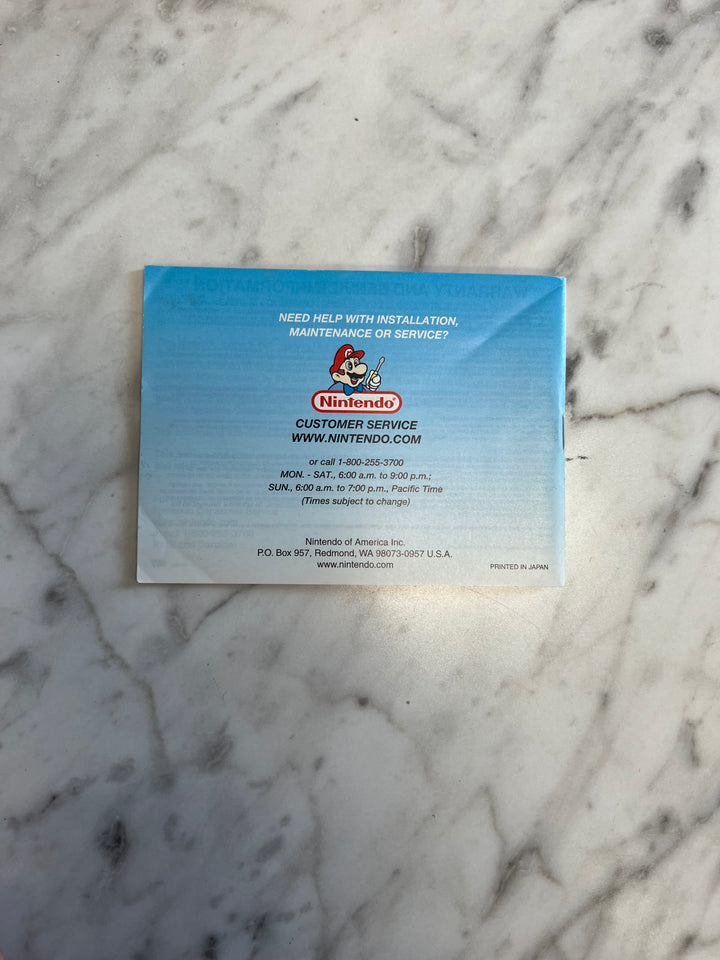 NEED HELP WITH INSTALLATION,
MAINTENANCE OR SERVICE?
Nintendo®
CUSTOMER SERVICE
WWW.NINTENDO.COM
or call 1-800-255-3700
MON. - SAT., 6:00 a.m. to 9:00 p.m.;
SUN., 6:00 a.m. to 7:00 p.m., Pacific Time
(Times subject to change)
Nintendo of America Inc.
P.O. Box 957, Redmond, WA 98073-0957 U.S.A.
www.nintendo.com
PRINTED IN JAPAN